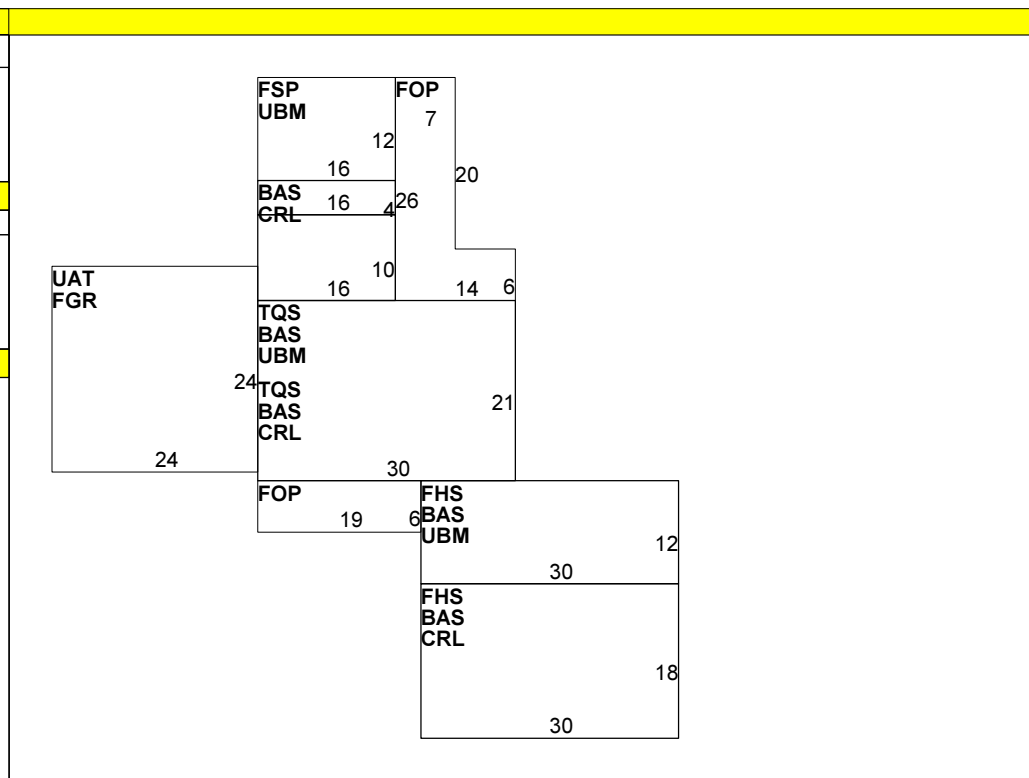 FSP
UBM
12
16
FOP
7
20
26
14
6
BAS
CRL
16
4
10
16
UAT
FGR
24
24
TQS
BAS
UBM
TQS
BAS
CRL
21
30
FOP
19
6
FHS
BAS
UBM
12
30
FHS
BAS
CRL
18
30